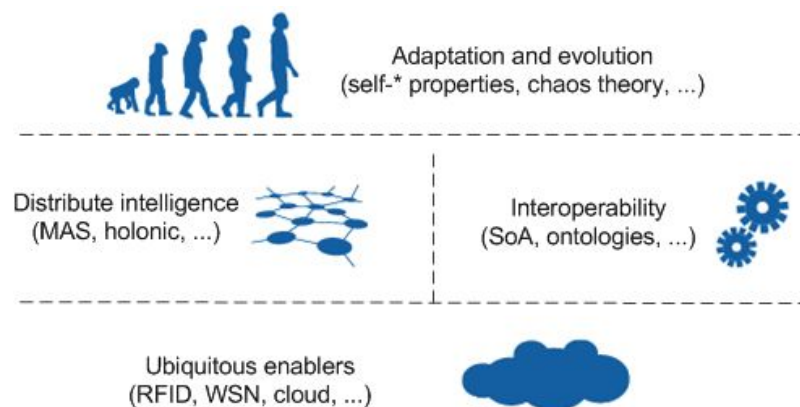 Adaptation and evolution
(self-* properties, chaos theory, ...)
Distribute intelligence
(MAS, holonic, ...)
Interoperability
(SoA, ontologies, ...)
Ubiquitous enablers
(RFID, WSN, cloud, ...)